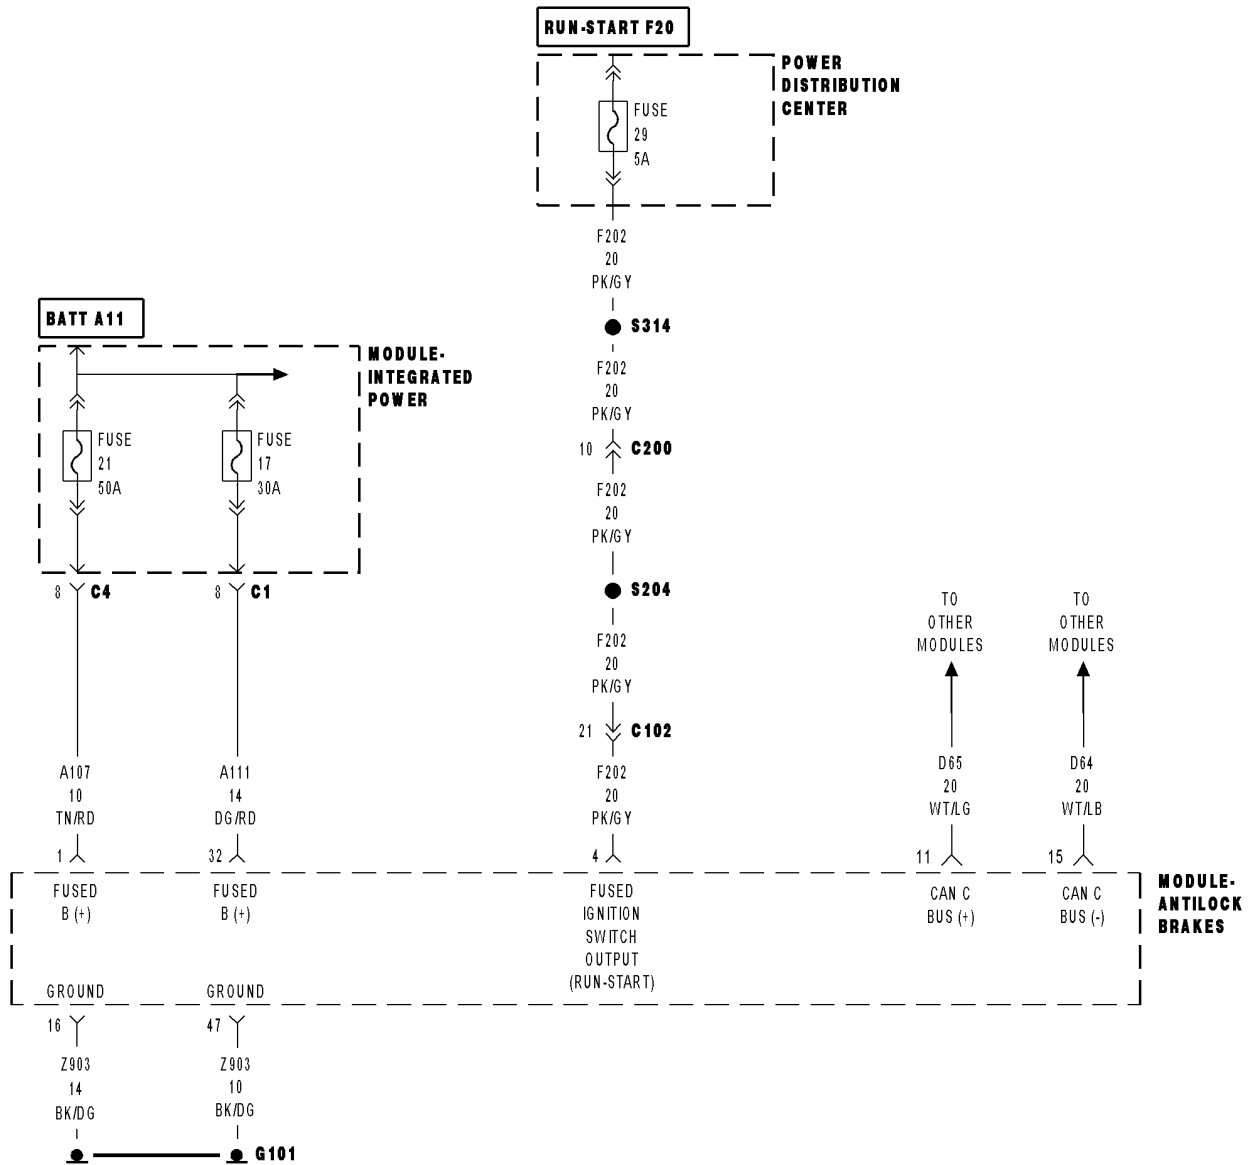 RUN-START F20
POWER
DISTRIBUTION
CENTER
FUSE
29
5A
F202
20
PK/GY
S314
F202
20
PK/GY
10
C200
F202
20
PK/GY
S204
F202
20
PK/GY
21
C102
F202
20
PK/GY
4
BATT A11
MODULE-
INTEGRATED
POWER
FUSE
21
50A
FUSE
17
30A
8
C4
8
C1
A107
10
TN/RD
1
A111
14
DG/RD
32
TO
OTHER
MODULES
D65
20
WT/LG
11
TO
OTHER
MODULES
D64
20
WT/LB
15
MODULE-
ANTILOCK
BRAKES
FUSED
B (+)
FUSED
B (+)
FUSED
IGNITION
SWITCH
OUTPUT
(RUN-START)
CAN C
BUS (+)
CAN C
BUS (-)
GROUND
GROUND
16
Z903
14
BK/DG
47
Z903
10
BK/DG
G101